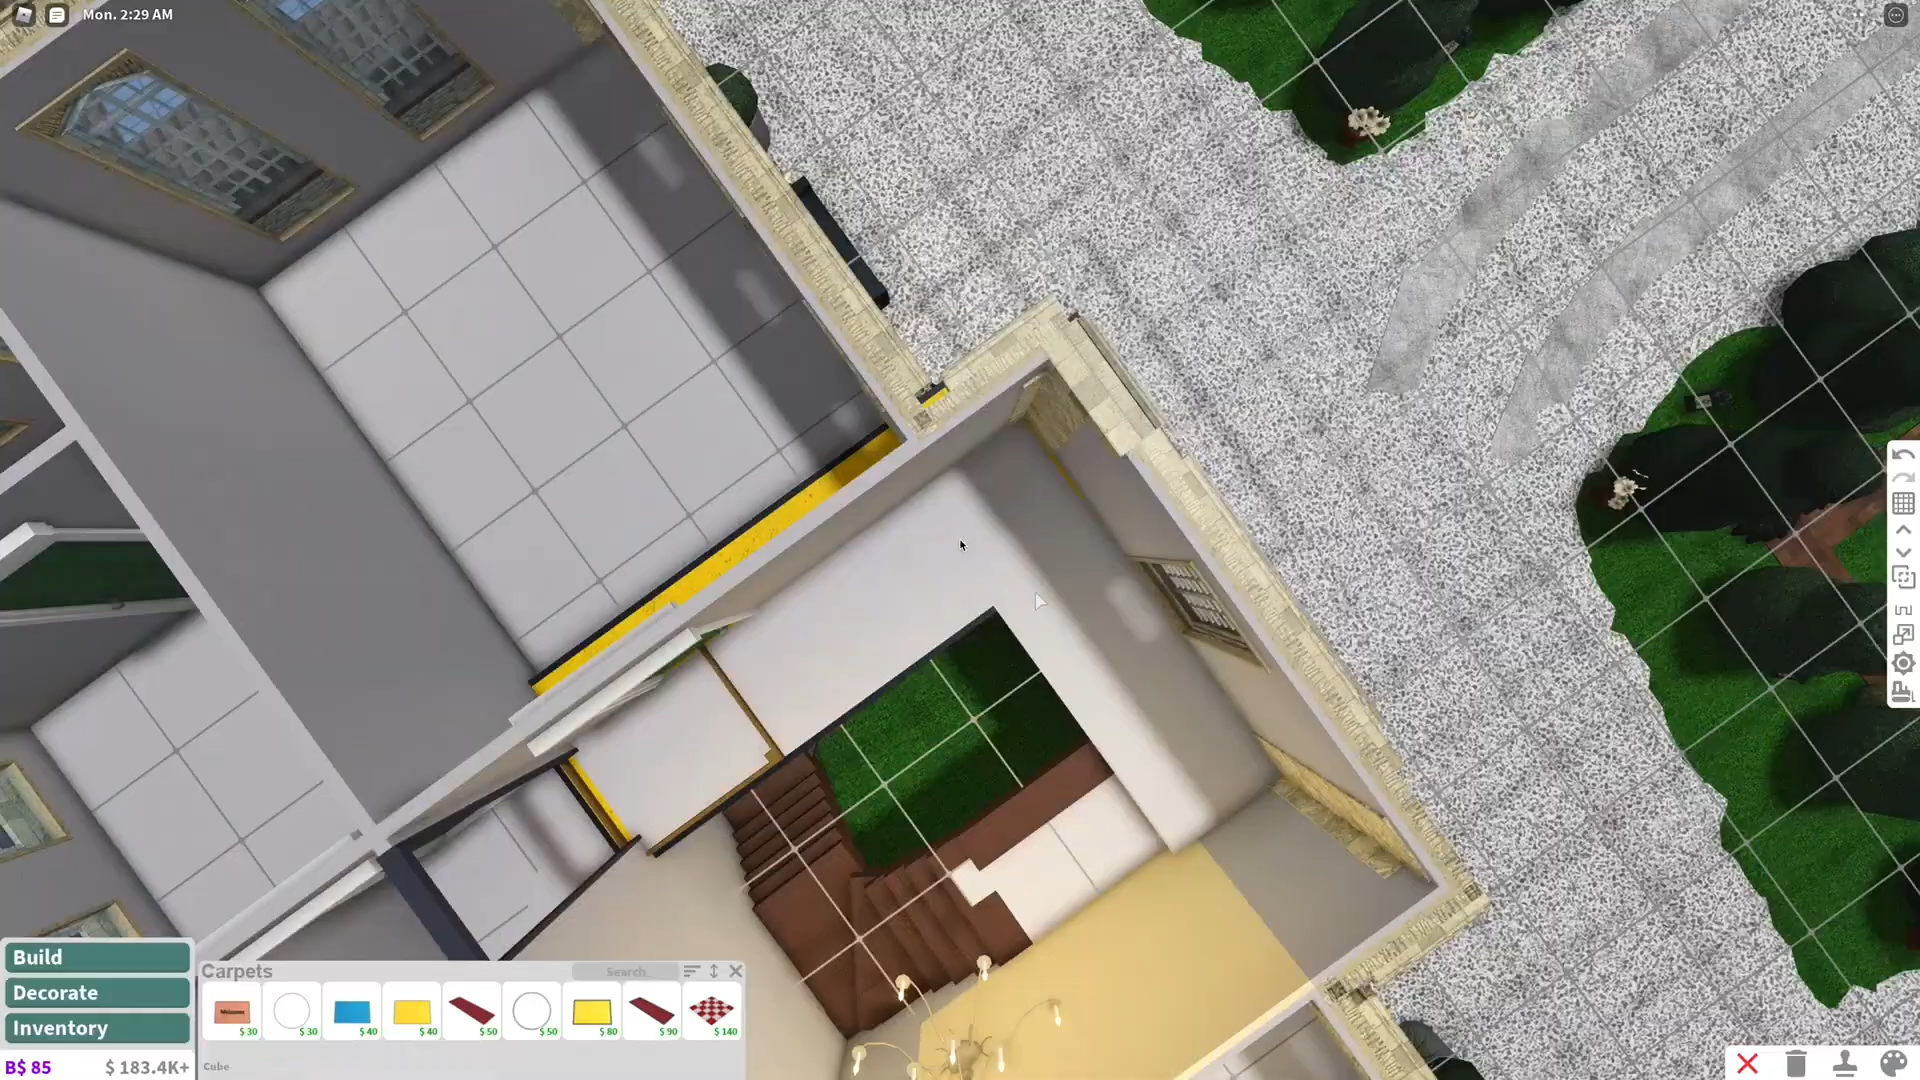 Mon. 2:29 AM
Build
Decorate
Inventory
B$ 85
$ 183.4K+
Carpets
Search
Welcome
$ 30
$ 30
$ 40
$ 40
$ 50
$ 50
$ 80
$ 90
$ 140
Cube